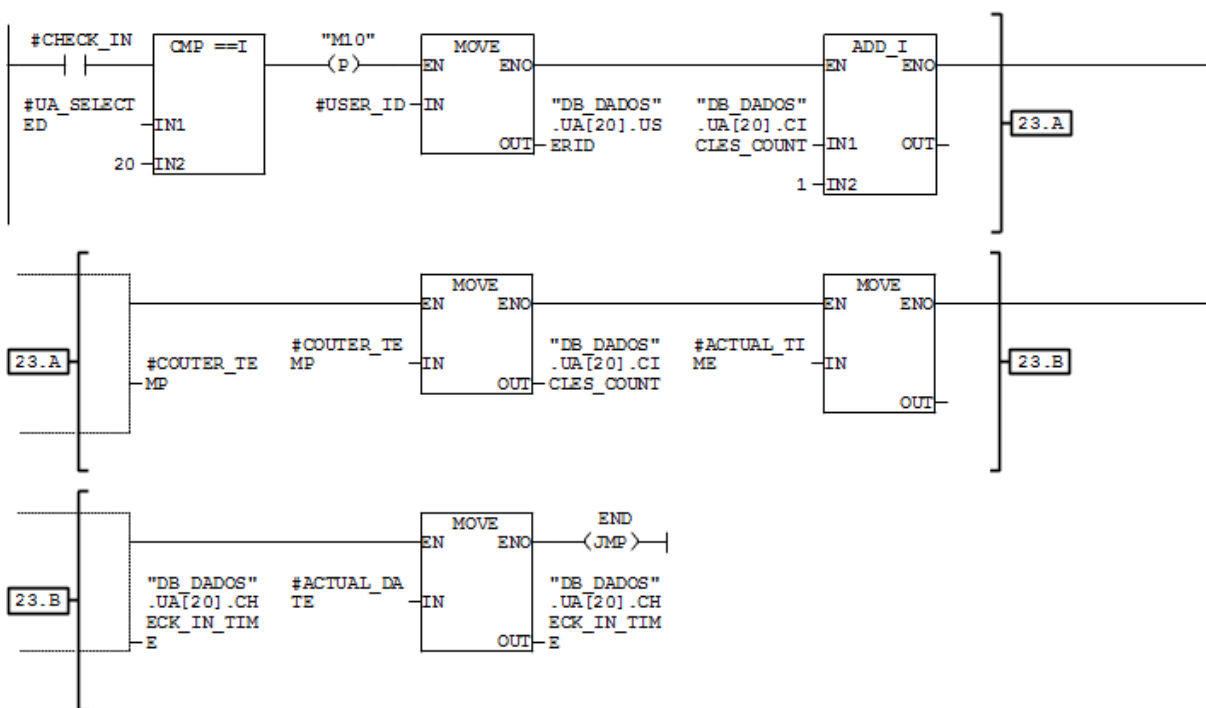 #CHECK_IN
CMP ==I
"M10"
(P)
MOVE
ADD_I
EN ENO
EN ENO
#UA_SELECT
ED
IN1
#USER_ID
IN
"DB_DADOS"
.UA[20].US
ERID
"DB_DADOS"
.UA[20].CI
CLES_COUNT
23.A
20
IN2
OUT
IN1
OUT
1
IN2
MOVE
MOVE
EN ENO
EN ENO
23.A
#COUTER_TE
MP
#COUTER_TE
MP
IN
"DB_DADOS"
.UA[20].CI
CLES_COUNT
#ACTUAL_TI
ME
IN
23.B
OUT
OUT
MOVE
END
EN ENO
(JMP)
23.B
"DB_DADOS"
.UA[20].CH
ECK_IN_TIM
E
#ACTUAL_DA
TE
IN
"DB_DADOS"
.UA[20].CH
ECK_IN_TIM
E
OUT